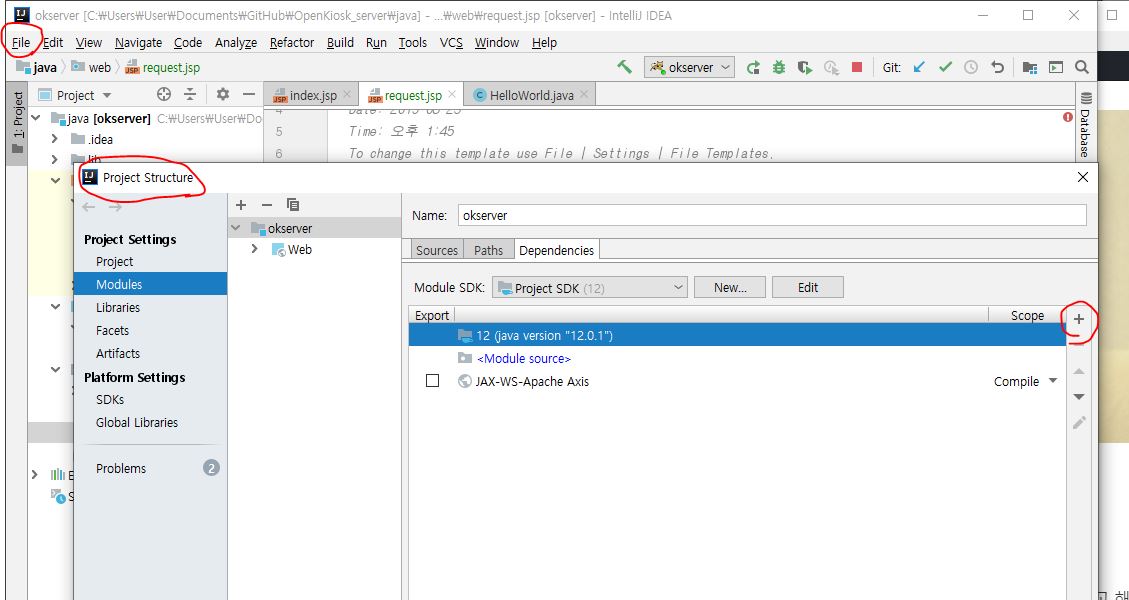 okserver [C:₩Users₩User₩Documents₩GitHub₩OpenKiosk_server₩java] - ...₩web₩request.jsp [okserver] - IntelliJ IDEA
File Edit View Navigate Code Analyze Refactor Build Run Tools VCS Window Help
java web request.jsp okserver Git:
Project index.jsp request.jsp HelloWorld.java
1: Project
Database
java [okserver] C:₩Users₩User₩Do
.idea
lib
4
5 Time: 오후 1:45
6 To change this template use File | Settings | File Templates.
Project Structure
Project Settings
Project
Modules
Libraries
Facets
Artifacts
Platform Settings
SDKs
Global Libraries
Problems 2
okserver
Web
Name: okserver
Sources Paths Dependencies
Module SDK: Project SDK (12) New... Edit
Export Scope
12 (java version "12.0.1")
<Module source>
JAX-WS-Apache Axis Compile